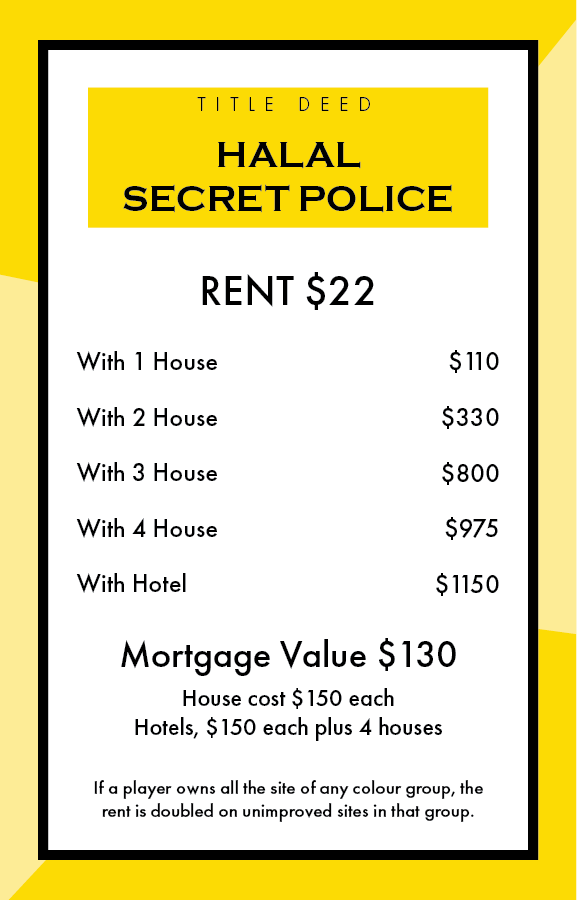 TITLE DEED
HALAL
SECRET POLICE
RENT $22
With 1 House $110
With 2 House $330
With 3 House $800
With 4 House $975
With Hotel $1150
Mortgage Value $130
House cost $150 each
Hotels, $150 each plus 4 houses
If a player owns all the site of any colour group, the
rent is doubled on unimproved sites in that group.